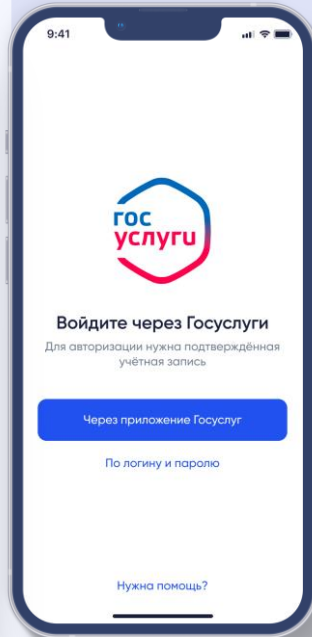 9:41
гос
услуги
Войдите через Госуслуги
Для авторизации нужна подтверждённая
учётная запись
Через приложение Госуслуг
По логину и паролю
Нужна помощь?